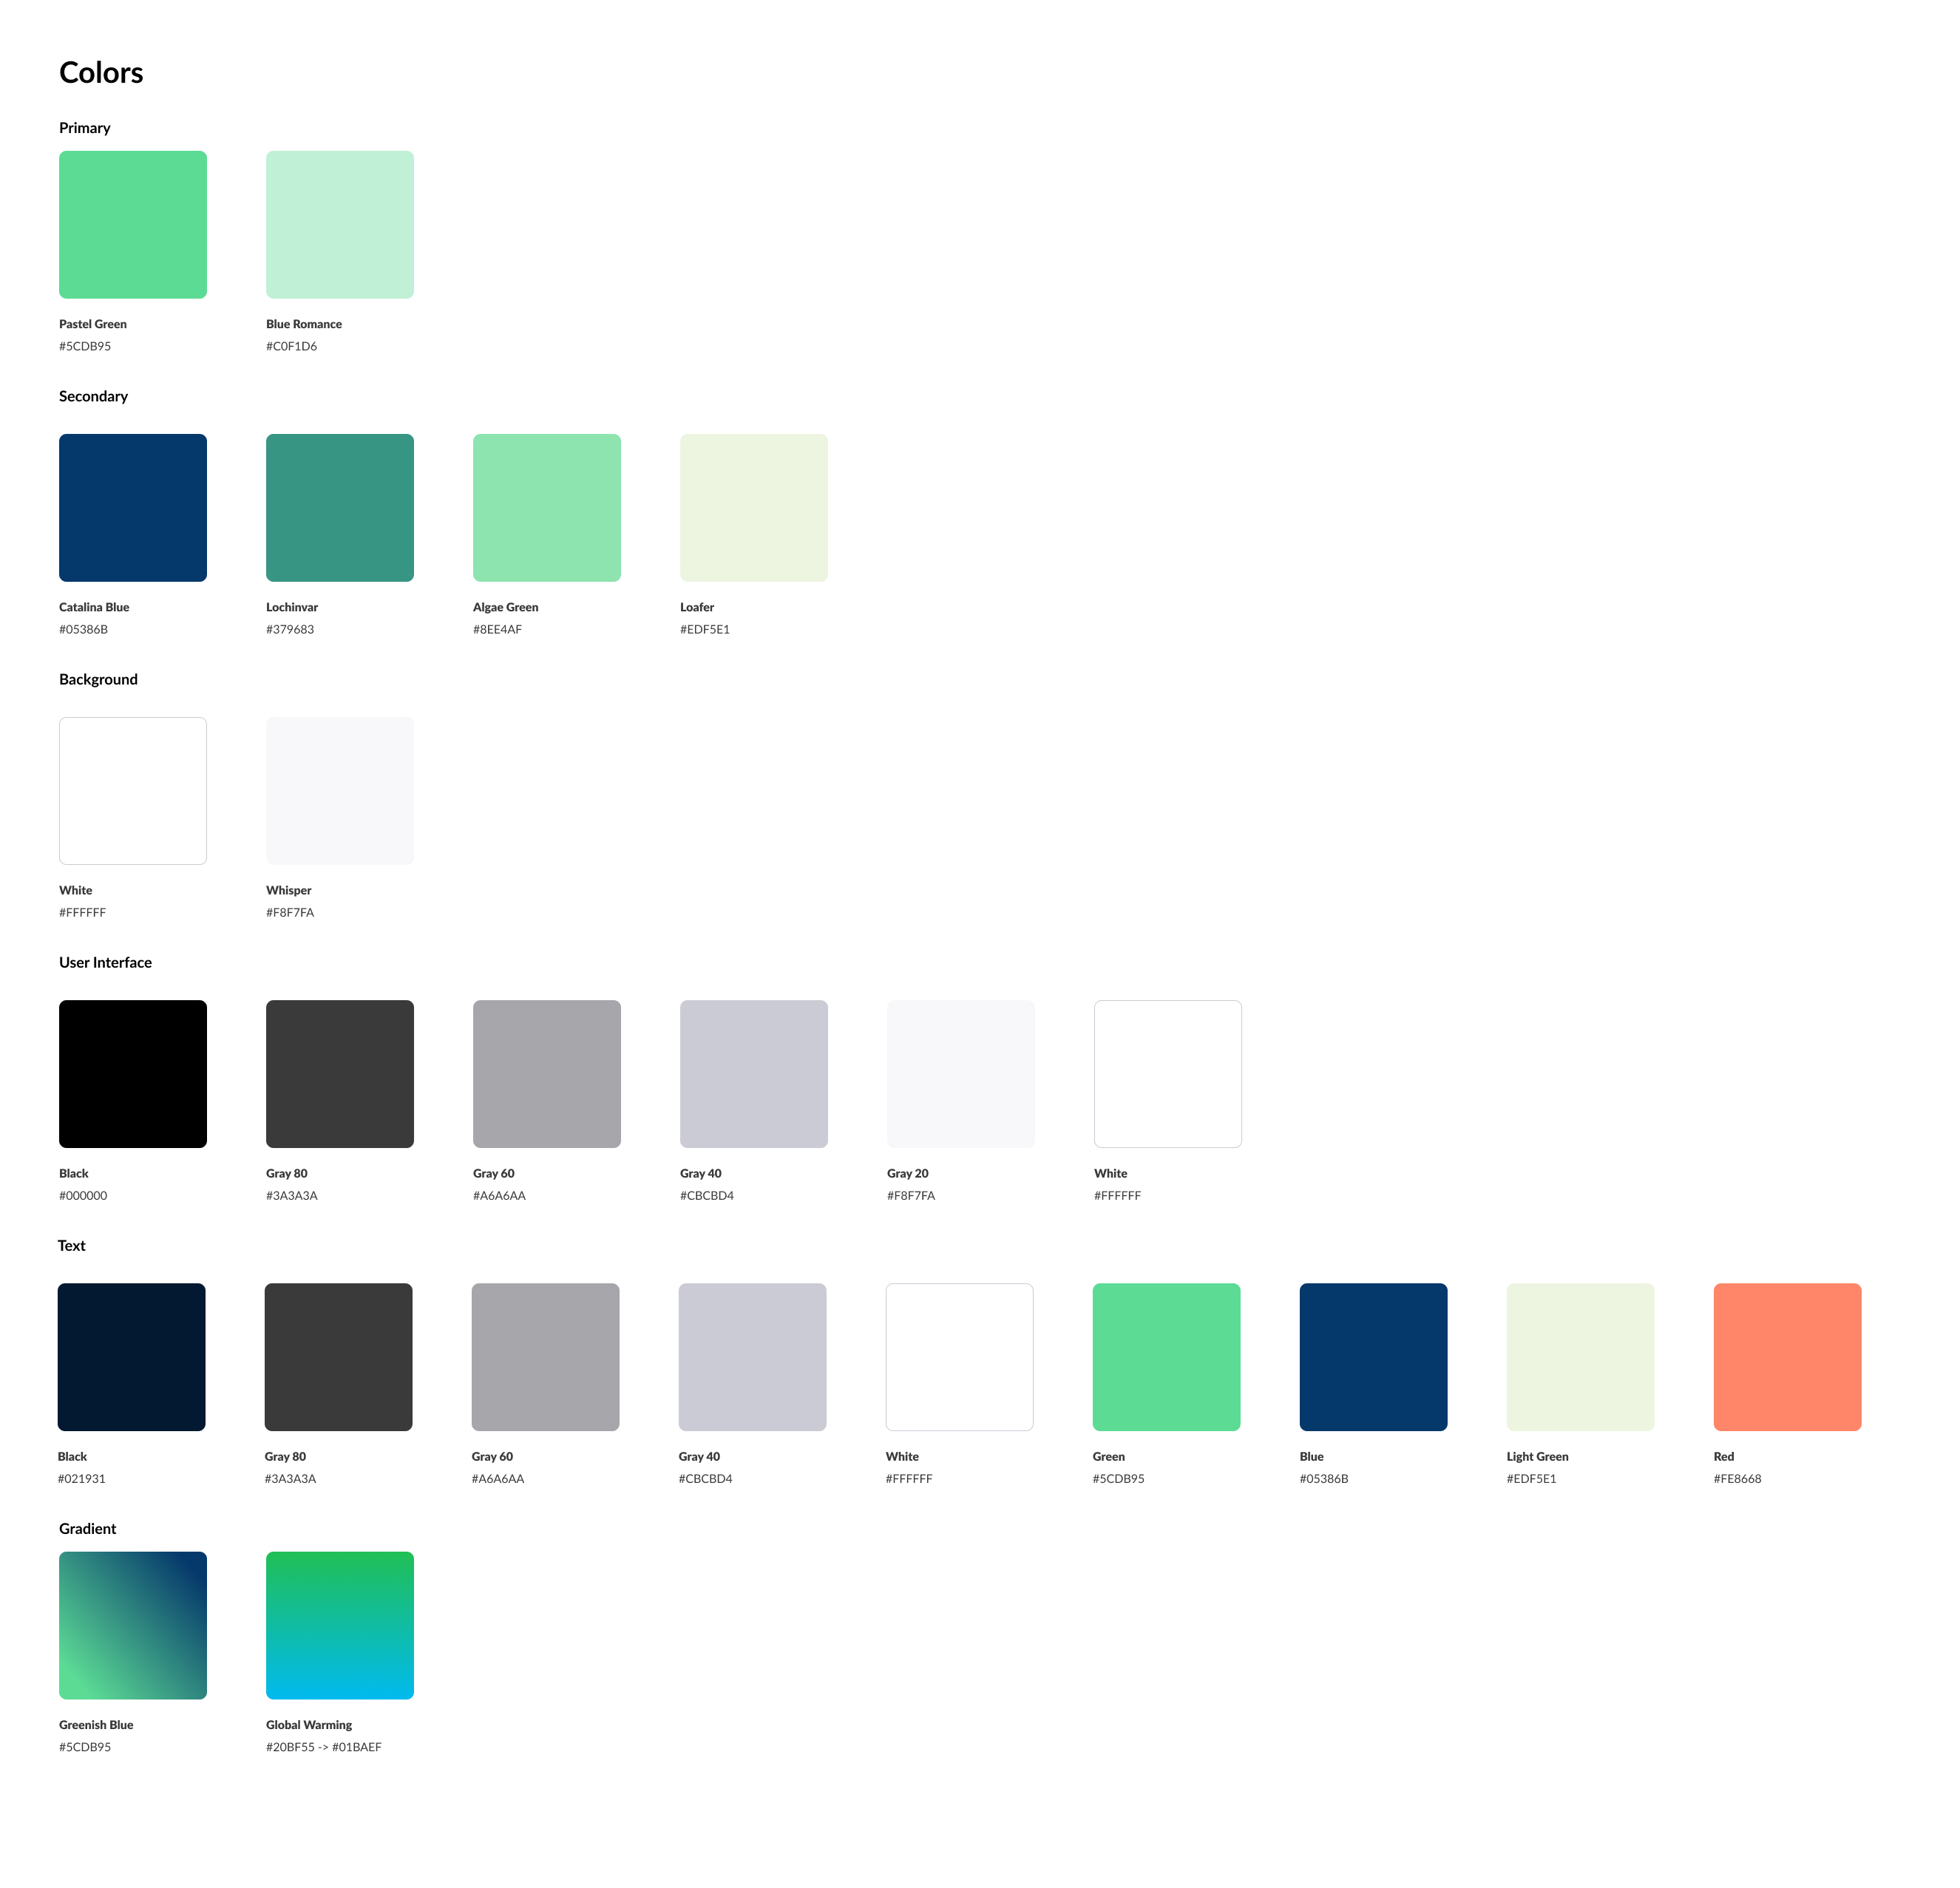 Colors
Primary
Pastel Green
Blue Romance
#5CDB95
#C0F1D6
Secondary
Catalina Blue
Lochinvar
Algae Green
Loafer
#05386B
#379683
#8EE4AF
#EDF5E1
Background
White
Whisper
#FFFFFF
#F8F7FA
User Interface
Black
Gray 80
Gray 60
Gray 40
Gray 20
White
#000000
#3A3A3A
#A6A6AA
#CBCBD4
#F8F7FA
#FFFFFF
Text
Black
Gray 80
Gray 60
Gray 40
White
Green
Blue
Light Green
Red
#021931
#3A3A3A
#A6A6AA
#CBCBD4
#FFFFFF
#5CDB95
#05386B
#EDF5E1
#FE8668
Gradient
Greenish Blue
Global Warming
#5CDB95
#20BF55 -> #01BAEF